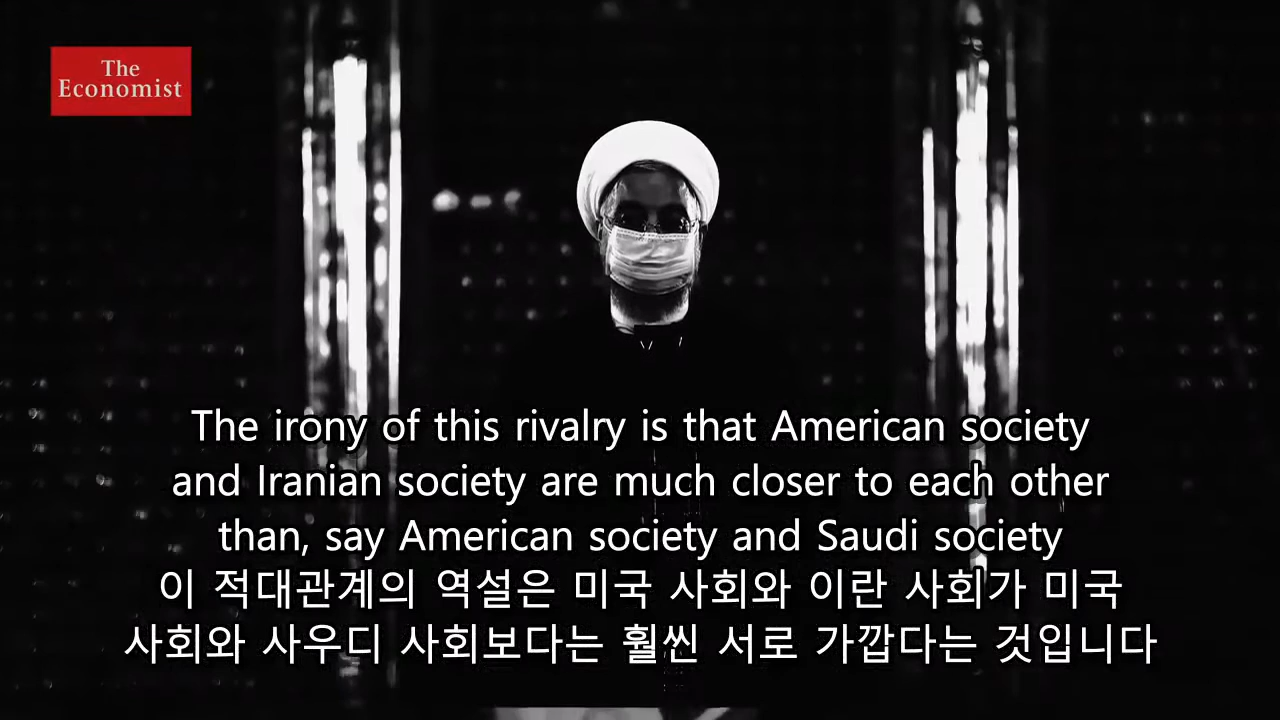 The
Economist
The irony of this rivalry is that American society
and Iranian society are much closer to each other
than, say American society and Saudi society
이 적대관계의 역설은 미국 사회와 이란 사회가 미국
사회와 사우디 사회보다는 훨씬 서로 가깝다는 것입니다